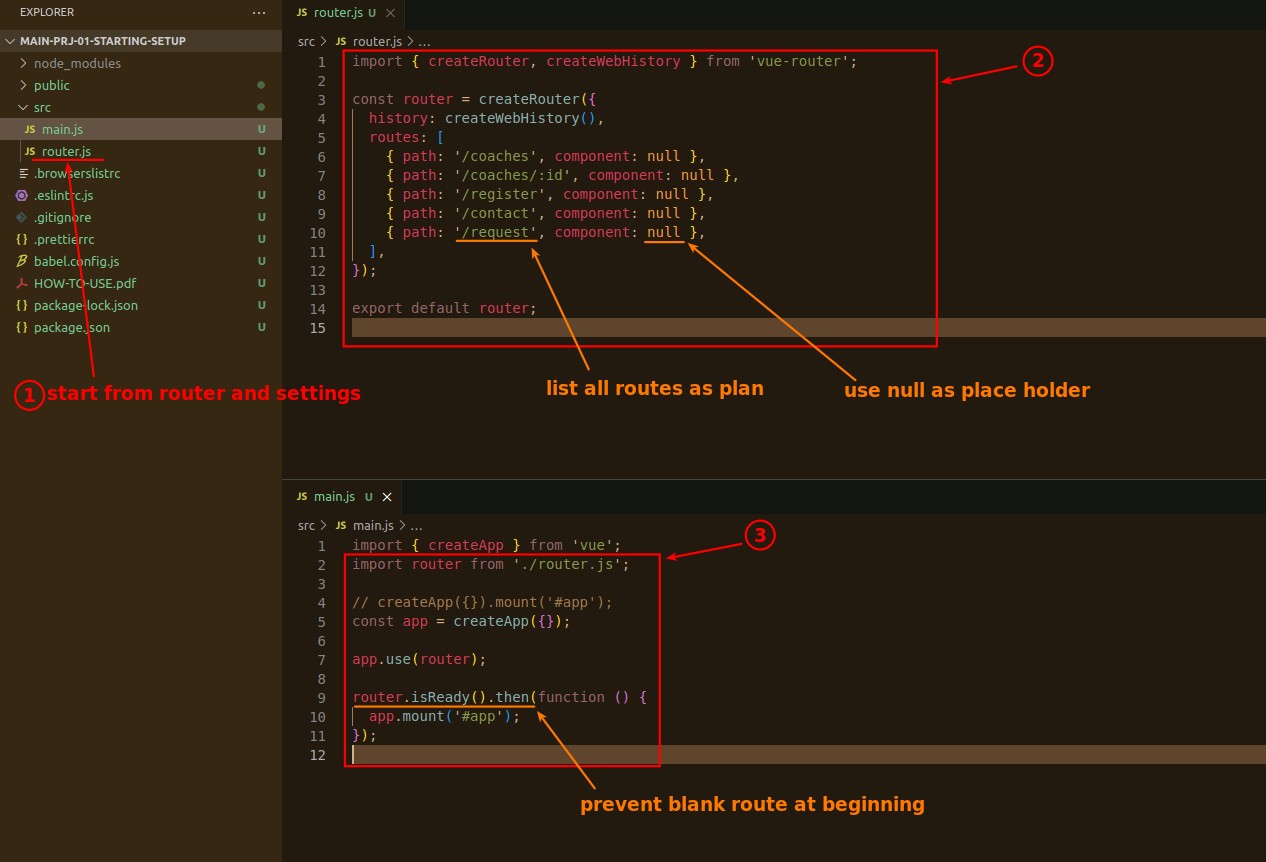 EXPLORER
...
MAIN-PRJ-01-STARTING-SETUP
node_modules
public
src
JS main.js U
JS router.js U
.browserslistrc U
.eslintrc.js U
.gitignore U
{ } .prettierrc U
babel.config.js U
HOW-TO-USE.pdf U
{ } package-lock.json U
{ } package.json U
① start from router and settings
JS router.js U ×
src > JS router.js > ...
②
1 import { createRouter, createWebHistory } from 'vue-router';
2
3 const router = createRouter({
4   history: createWebHistory(),
5   routes: [
6     { path: '/coaches', component: null },
7     { path: '/coaches/:id', component: null },
8     { path: '/register', component: null },
9     { path: '/contact', component: null },
10     { path: '/request', component: null },
11   ],
12 });
13
14 export default router;
15
list all routes as plan
use null as place holder
JS main.js U ×
src > JS main.js > ...
③
1 import { createApp } from 'vue';
2 import router from './router.js';
3
4 // createApp({}).mount('#app');
5 const app = createApp({});
6
7 app.use(router);
8
9 router.isReady().then(function () {
10   app.mount('#app');
11 });
12
prevent blank route at beginning